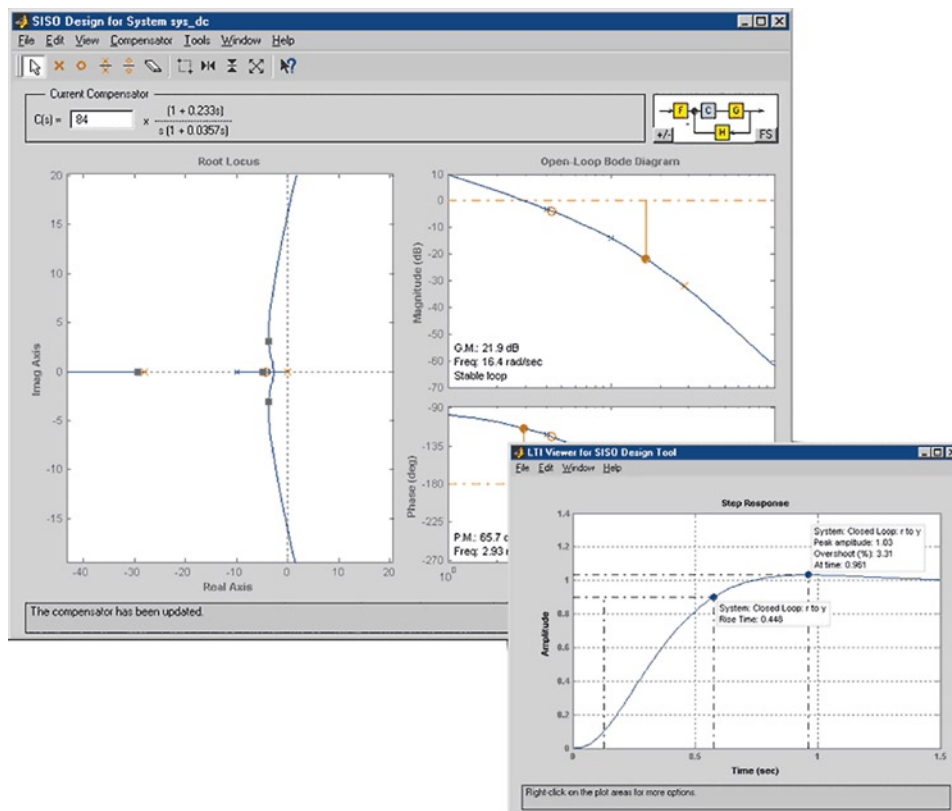 SISO Design for System sys_dc
File Edit View Compensator Tools Window Help
Current Compensator
C(s) = 84 x (1 + 0.233s)
s (1 + 0.0357s)
F C G
H
+/- FS
Root Locus
20
15
10
5
0
-5
-10
-15
-40 -30 -20 -10 0 10 20
Imag Axis
Real Axis
Open-Loop Bode Diagram
10
0
-10
-20
-30
-40
-50
-60
-70
Magnitude (dB)
G.M.: 21.9 dB
Freq: 16.4 rad/sec
Stable loop
-90
-135
-180
-225
-270
Phase (deg)
P.M.: 65.7 d
Freq: 2.93 r
10⁰
The compensator has been updated.
LTI Viewer for SISO Design Tool
File Edit Window Help
Step Response
1.4
1.2
1
0.8
0.6
0.4
0.2
0
0 0.5 1 1.5
Amplitude
Time (sec)
System: Closed Loop: r to y
Peak amplitude: 1.03
Overshoot (%): 3.31
At time: 0.961
System: Closed Loop: r to y
Rise Time: 0.448
Right-click on the plot areas for more options.